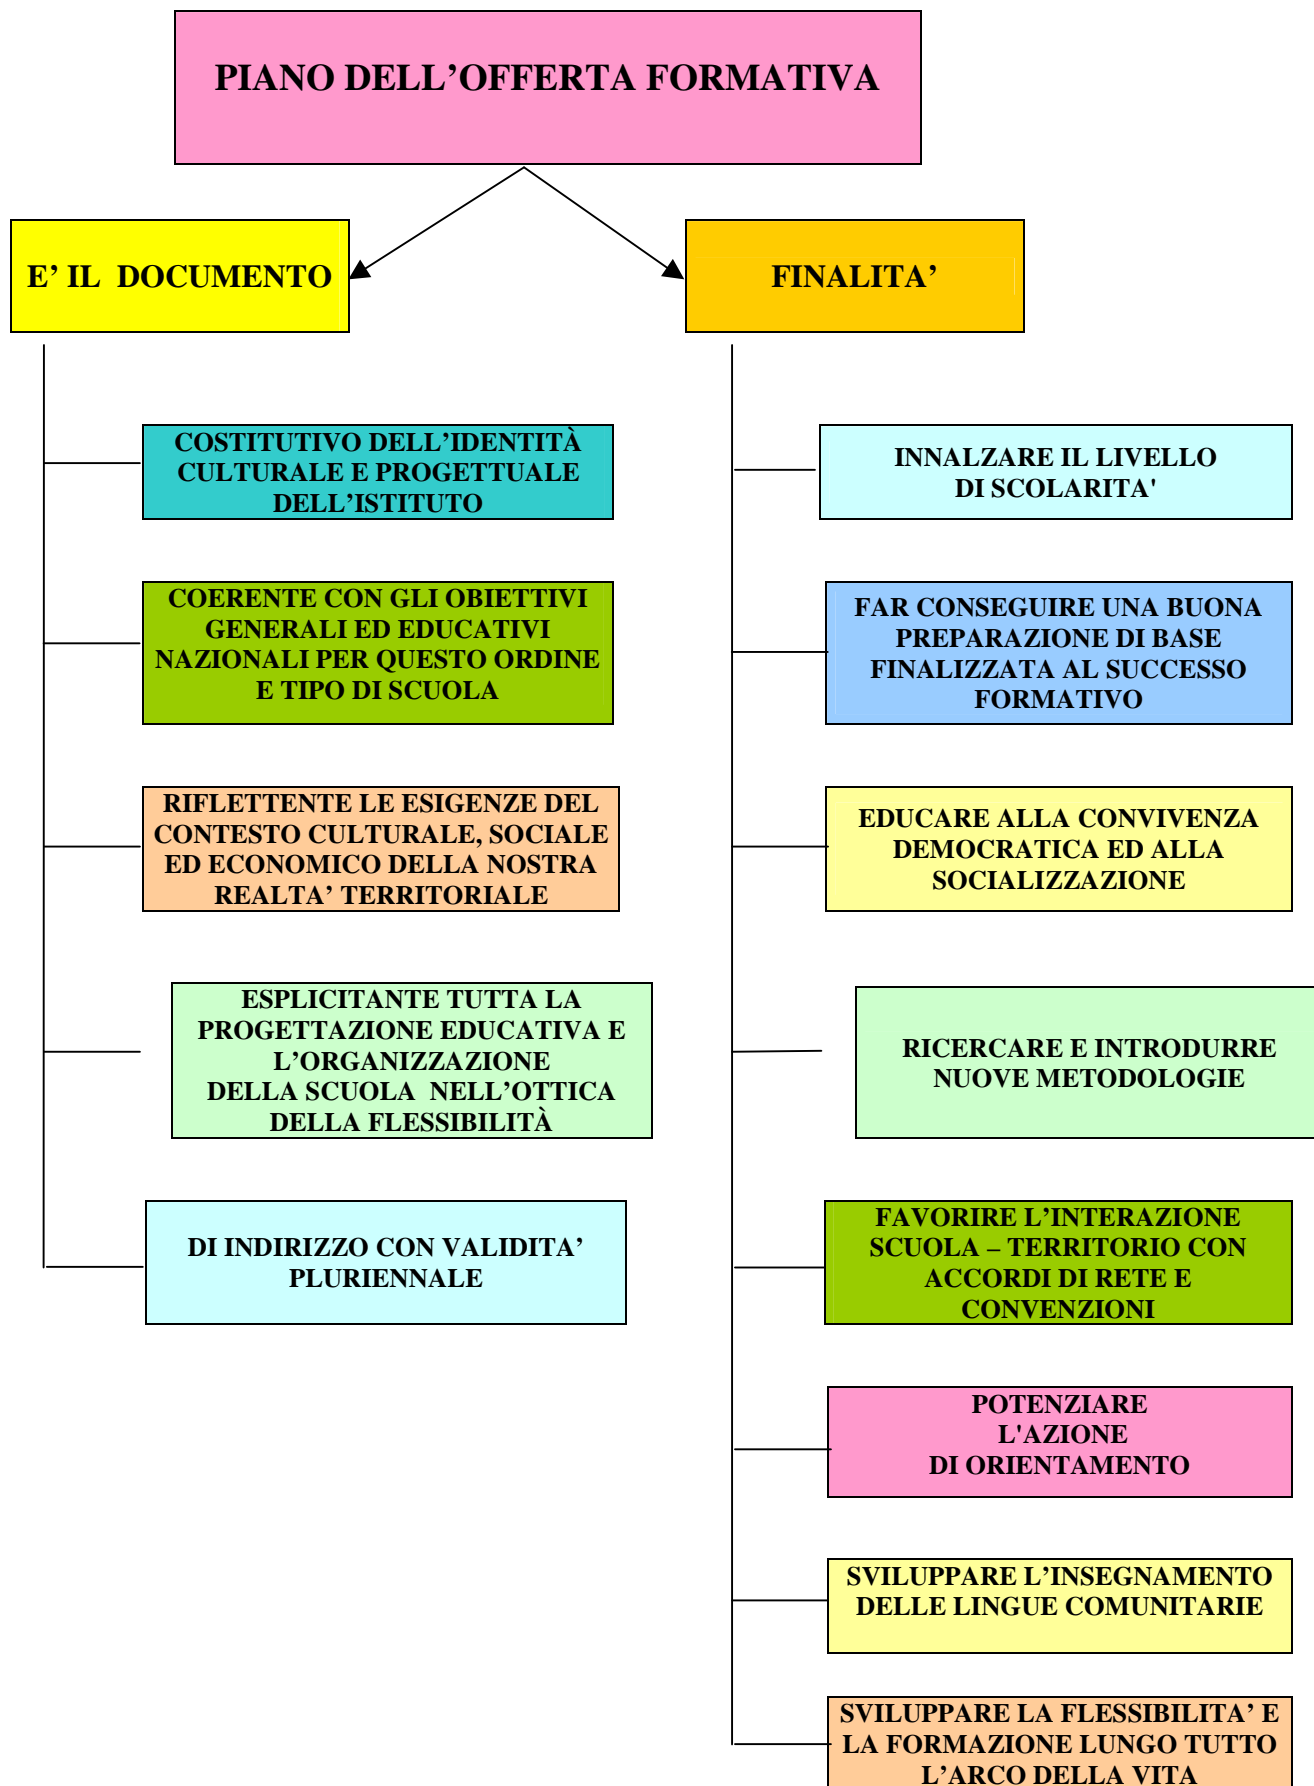 PIANO DELL’OFFERTA FORMATIVA
E’ IL  DOCUMENTO
COSTITUTIVO DELL’IDENTITÀ
CULTURALE E PROGETTUALE
DELL’ISTITUTO
COERENTE CON GLI OBIETTIVI
GENERALI ED EDUCATIVI
NAZIONALI PER QUESTO ORDINE
E TIPO DI SCUOLA
RIFLETTENTE LE ESIGENZE DEL
CONTESTO CULTURALE, SOCIALE
ED ECONOMICO DELLA NOSTRA
REALTA’ TERRITORIALE
ESPLICITANTE TUTTA LA
PROGETTAZIONE EDUCATIVA E
L’ORGANIZZAZIONE
DELLA SCUOLA  NELL’OTTICA
DELLA FLESSIBILITÀ
DI INDIRIZZO CON VALIDITA’
PLURIENNALE
FINALITA’
INNALZARE IL LIVELLO
DI SCOLARITA'
FAR CONSEGUIRE UNA BUONA
PREPARAZIONE DI BASE
FINALIZZATA AL SUCCESSO
FORMATIVO
EDUCARE ALLA CONVIVENZA
DEMOCRATICA ED ALLA
SOCIALIZZAZIONE
RICERCARE E INTRODURRE
NUOVE METODOLOGIE
FAVORIRE L’INTERAZIONE
SCUOLA – TERRITORIO CON
ACCORDI DI RETE E
CONVENZIONI
POTENZIARE
L'AZIONE
DI ORIENTAMENTO
SVILUPPARE L’INSEGNAMENTO
DELLE LINGUE COMUNITARIE
SVILUPPARE LA FLESSIBILITA’ E
LA FORMAZIONE LUNGO TUTTO
L’ARCO DELLA VITA